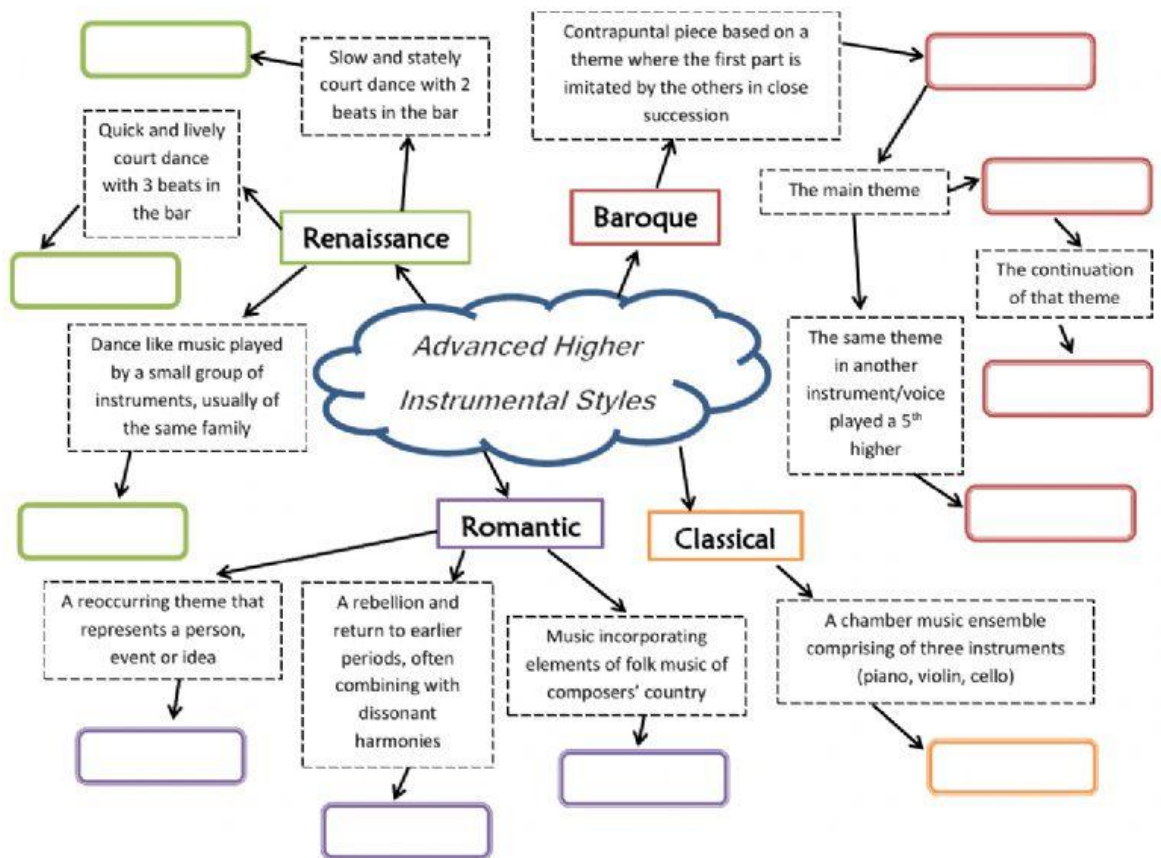 Slow and stately
court dance with 2
beats in the bar
Quick and lively
court dance
with 3 beats in
the bar
Renaissance
Dance like music played
by a small group of
instruments, usually of
the same family
Contrapuntal piece based on a
theme where the first part is
imitated by the others in close
succession
Baroque
The main theme
The continuation
of that theme
The same theme
in another
instrument/voice
played a 5th
higher
Advanced Higher
Instrumental Styles
Romantic
A reoccurring theme that
represents a person,
event or idea
A rebellion and
return to earlier
periods, often
combining with
dissonant
harmonies
Music incorporating
elements of folk music of
composers' country
Classical
A chamber music ensemble
comprising of three instruments
(piano, violin, cello)